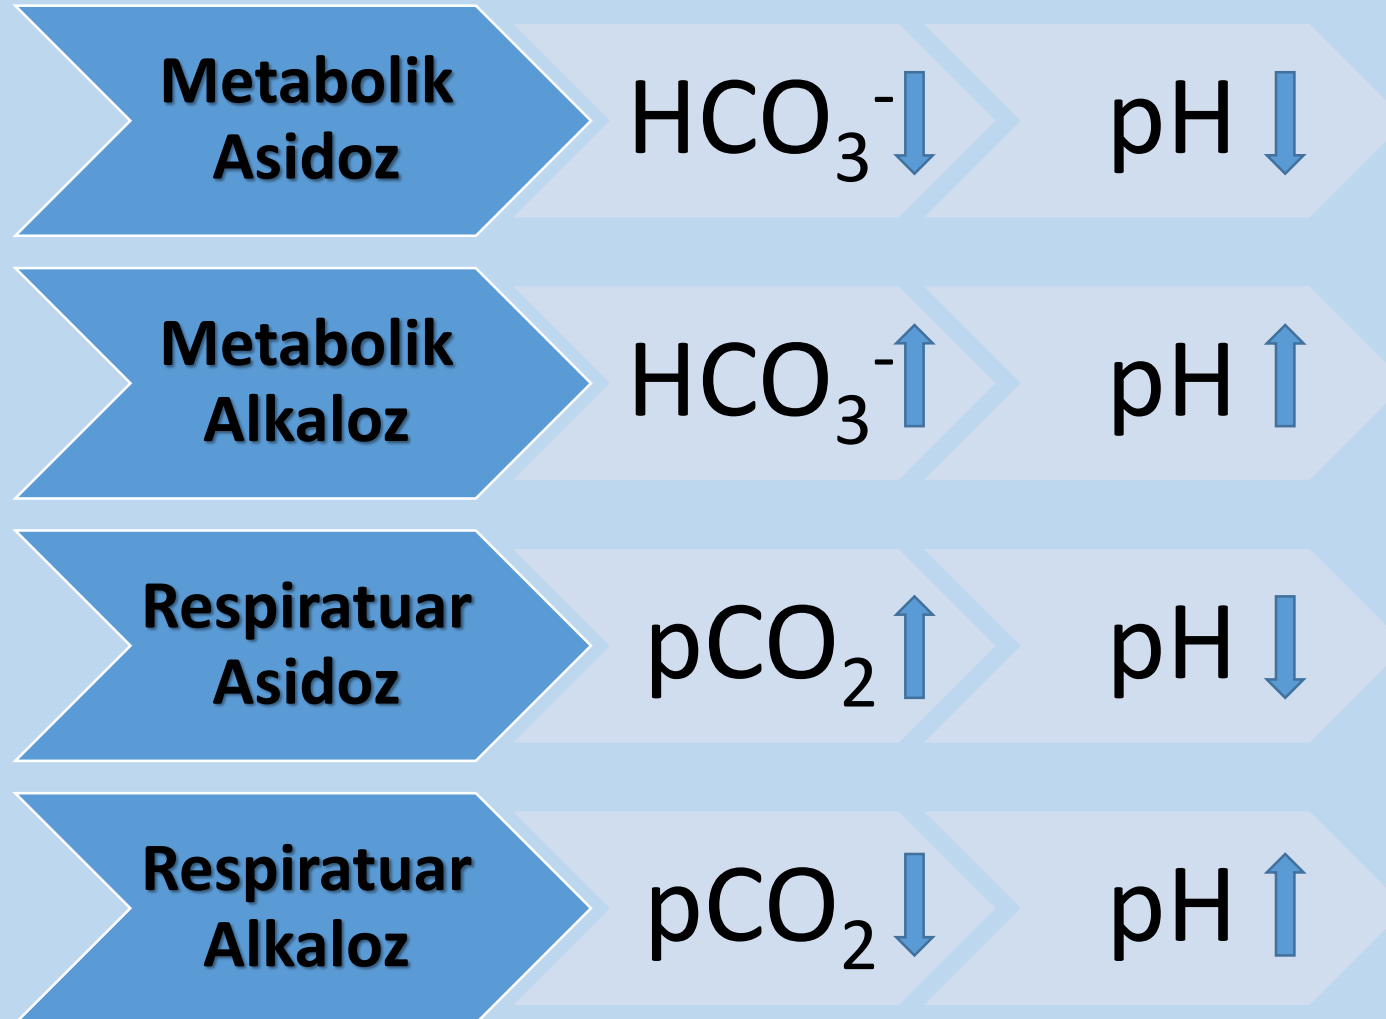 Metabolik
Asidoz
HCO₃⁻ ↓
pH ↓
Metabolik
Alkaloz
HCO₃⁻ ↑
pH ↑
Respiratuar
Asidoz
pCO₂ ↑
pH ↓
Respiratuar
Alkaloz
pCO₂ ↓
pH ↑